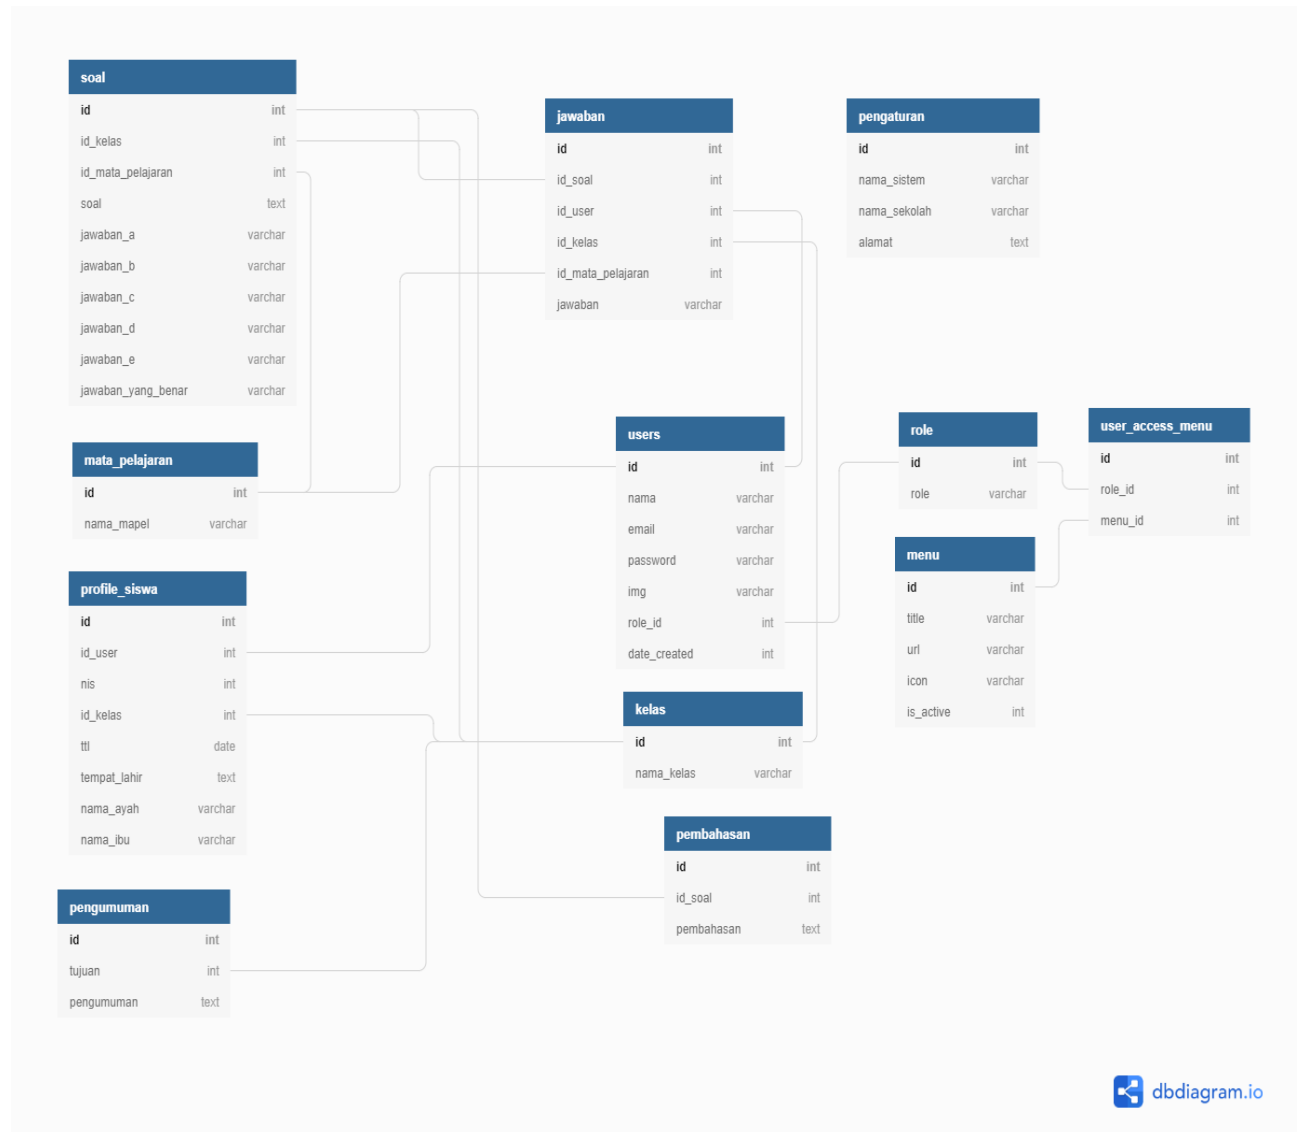 soal
id int
id_kelas int
id_mata_pelajaran int
soal text
jawaban_a varchar
jawaban_b varchar
jawaban_c varchar
jawaban_d varchar
jawaban_e varchar
jawaban_yang_benar varchar
jawaban
id int
id_soal int
id_user int
id_kelas int
id_mata_pelajaran int
jawaban varchar
pengaturan
id int
nama_sistem varchar
nama_sekolah varchar
alamat text
mata_pelajaran
id int
nama_mapel varchar
users
id int
nama varchar
email varchar
password varchar
img varchar
role_id int
date_created int
role
id int
role varchar
user_access_menu
id int
role_id int
menu_id int
menu
id int
title varchar
url varchar
icon varchar
is_active int
profile_siswa
id int
id_user int
nis int
id_kelas int
ttl date
tempat_lahir text
nama_ayah varchar
nama_ibu varchar
kelas
id int
nama_kelas varchar
pembahasan
id int
id_soal int
pembahasan text
pengumuman
id int
tujuan int
pengumuman text
dbdiagram.io